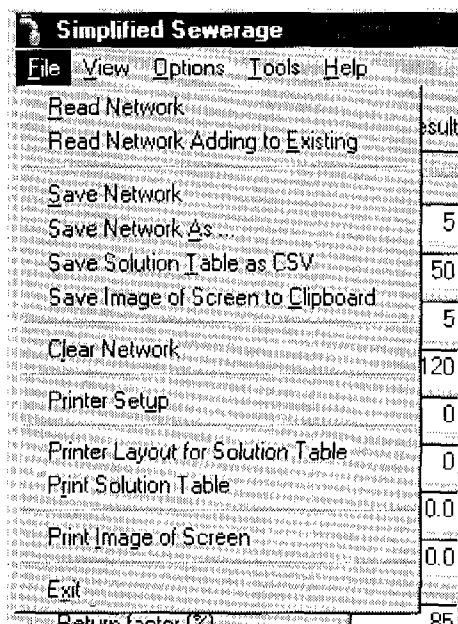 Simplified Sewerage
File View Options Tools Help
Read Network
Read Network Adding to Existing
Save Network
Save Network As ...
Save Solution Table as CSV
Save Image of Screen to Clipboard
Clear Network
Printer Setup
Printer Layout for Solution Table
Print Solution Table
Print Image of Screen
Exit
esult
5
50
5
120
0
0
0.0
0.0
Return factor (%) 85